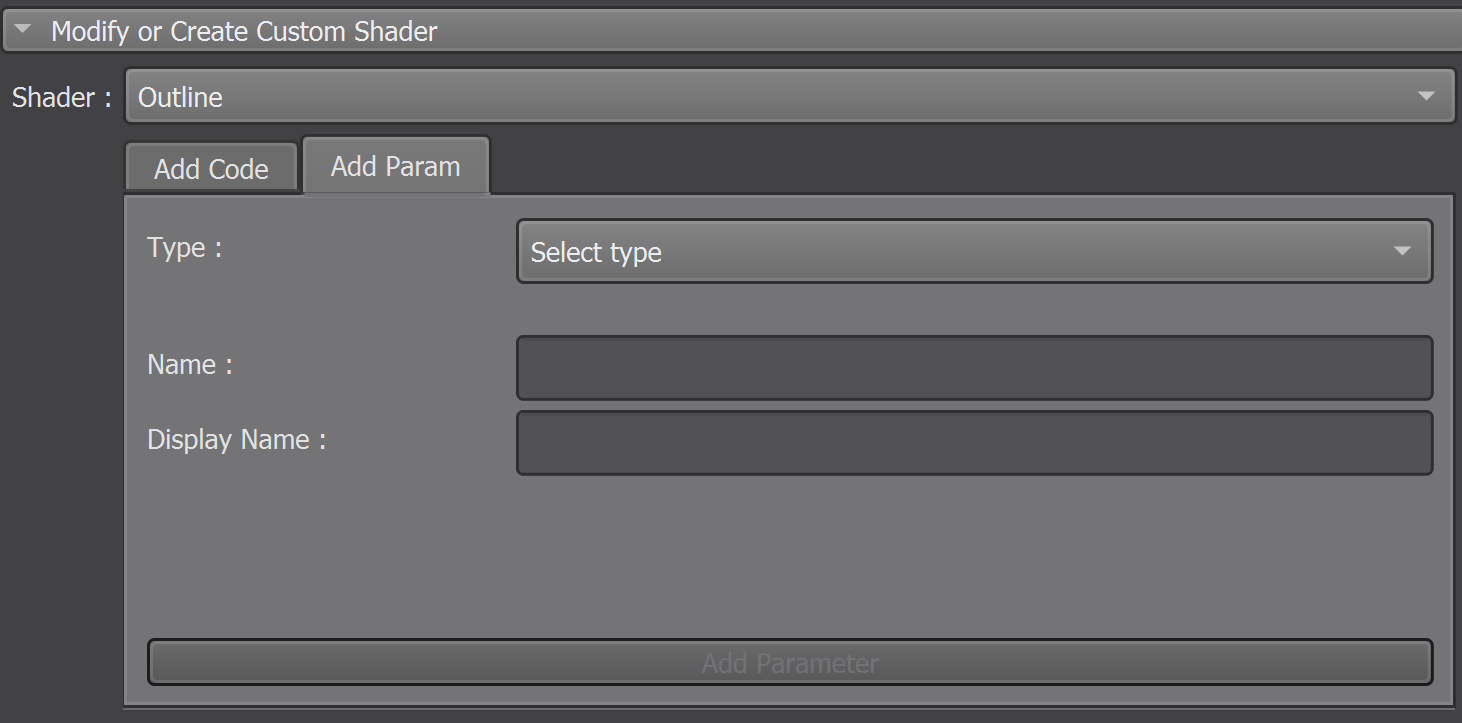 Modify or Create Custom Shader
Shader : Outline
Add Code Add Param
Type : Select type
Name :
Display Name :
Add Parameter